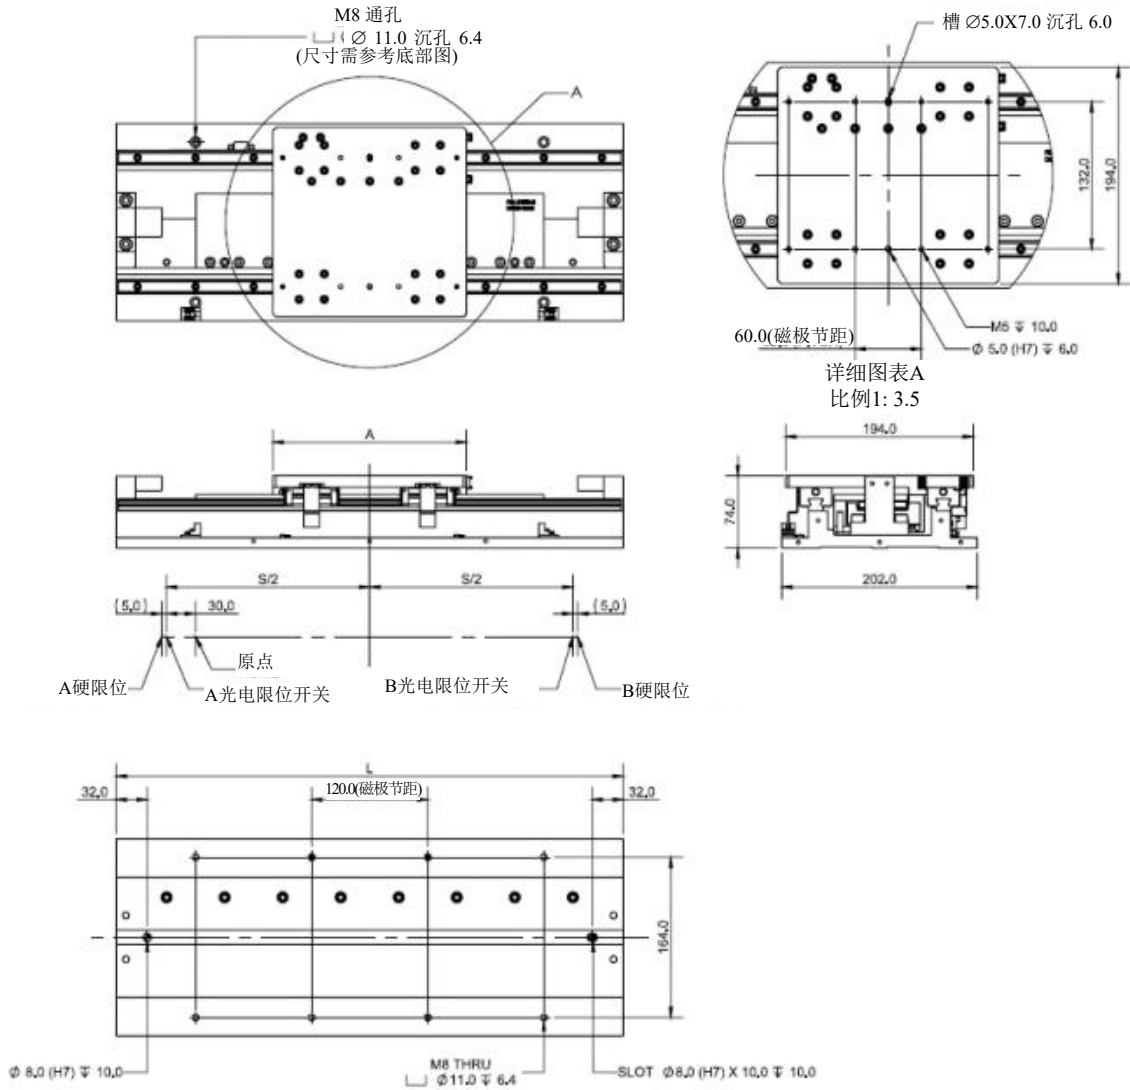 M8 通孔
⌴ Ø 11.0 沉孔 6.4
(尺寸需参考底部图)
A
槽 Ø5.0X7.0 沉孔 6.0
132.0
194.0
M6 ↧ 10.0
60.0(磁极节距)
Ø 5.0 (H7) ↧ 6.0
详细图表A
比例1: 3.5
A
194.0
74.0
202.0
S/2
S/2
(5.0)
30.0
(5.0)
原点
A硬限位
A光电限位开关
B光电限位开关
B硬限位
L
32.0
120.0(磁极节距)
32.0
164.0
Ø 8.0 (H7) ↧ 10.0
M8 THRU
⌴ Ø11.0 ↧ 6.4
SLOT Ø8.0 (H7) X 10.0 ↧ 10.0